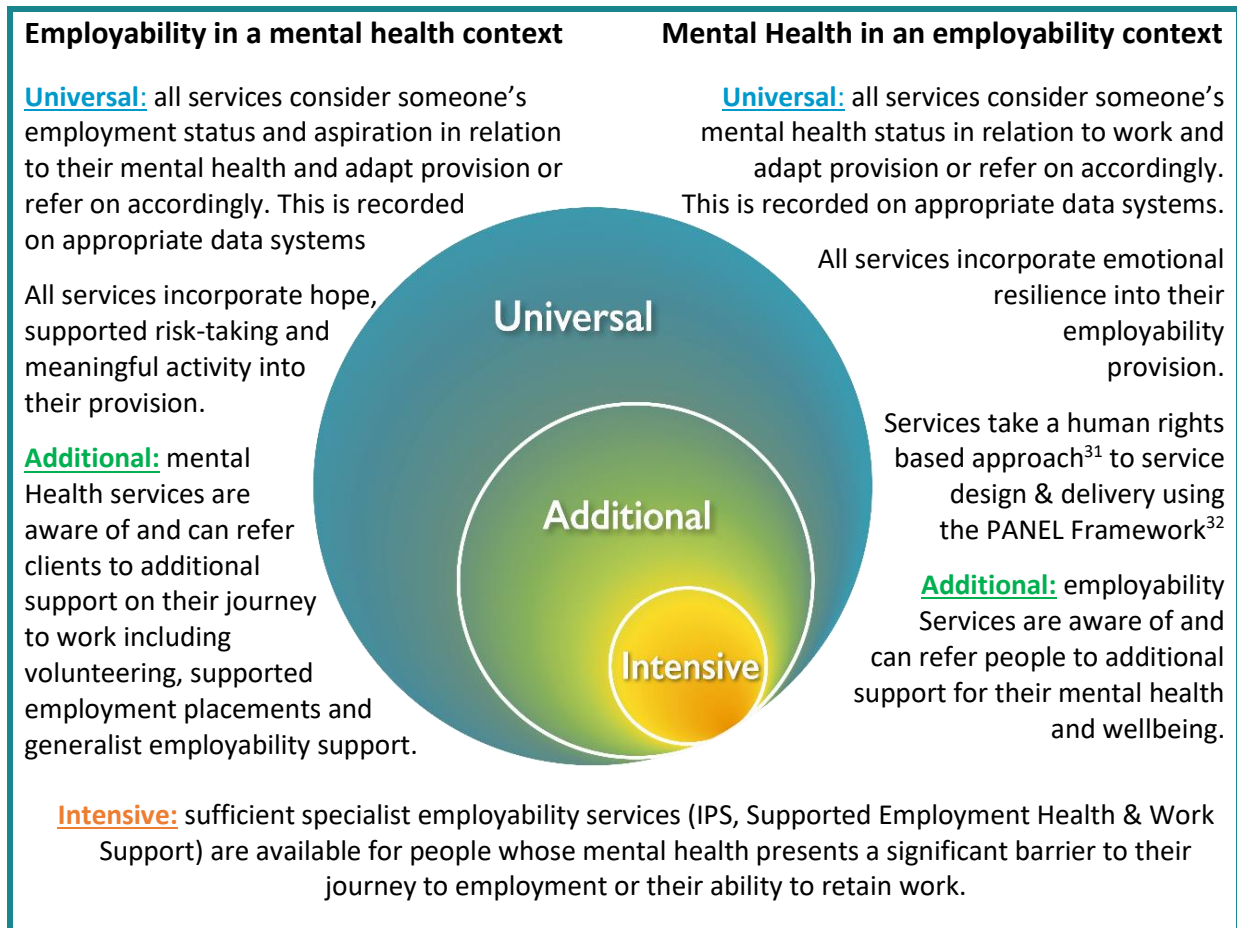 Employability in a mental health context
Universal: all services consider someone's
employment status and aspiration in relation
to their mental health and adapt provision or
refer on accordingly. This is recorded
on appropriate data systems
All services incorporate hope,
supported risk-taking and
meaningful activity into
their provision.
Additional: mental
Health services are
aware of and can refer
clients to additional
support on their journey
to work including
volunteering, supported
employment placements and
generalist employability support.
Mental Health in an employability context
Universal: all services consider someone's
mental health status in relation to work and
adapt provision or refer on accordingly.
This is recorded on appropriate data systems.
All services incorporate emotional
resilience into their
employability
provision.
Services take a human rights
based approach31 to service
design & delivery using
the PANEL Framework32
Additional: employability
Services are aware of and
can refer people to additional
support for their mental health
and wellbeing.
Universal
Additional
Intensive
Intensive: sufficient specialist employability services (IPS, Supported Employment Health & Work
Support) are available for people whose mental health presents a significant barrier to their
journey to employment or their ability to retain work.